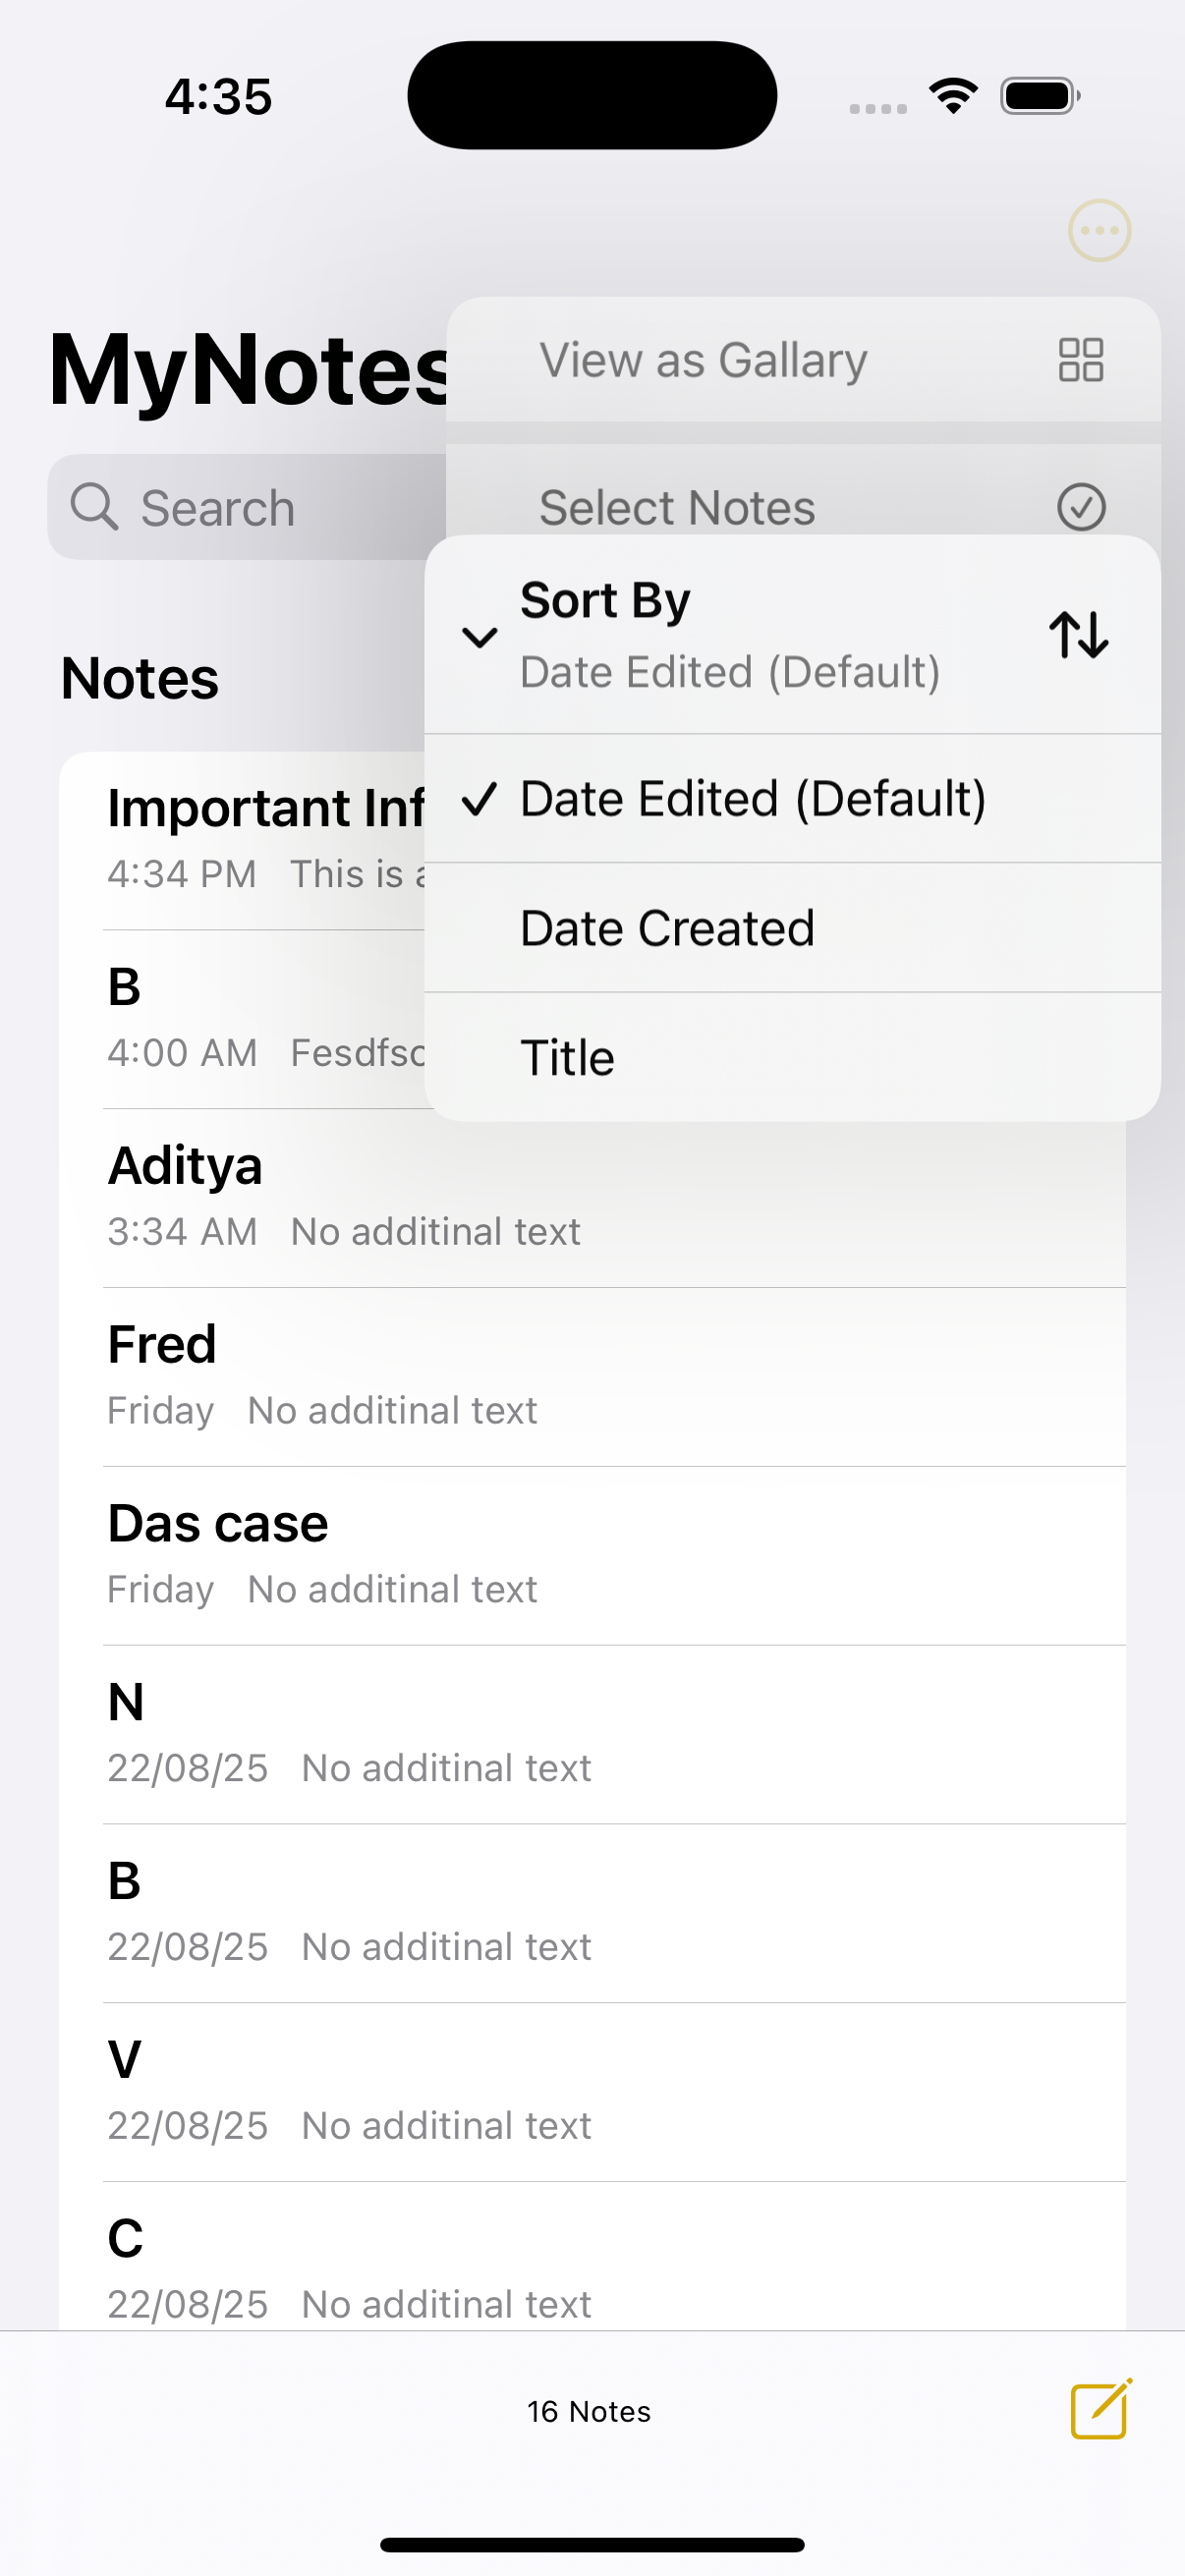 4:35
View as Gallary
MyNotes
Select Notes
Search
Sort By
Date Edited (Default)
Notes
Date Edited (Default)
Important Inf
4:34 PM This is a
Date Created
B
4:00 AM Fesdfsc
Title
Aditya
3:34 AM No additinal text
Fred
Friday No additinal text
Das case
Friday No additinal text
N
22/08/25 No additinal text
B
22/08/25 No additinal text
V
22/08/25 No additinal text
C
22/08/25 No additinal text
16 Notes